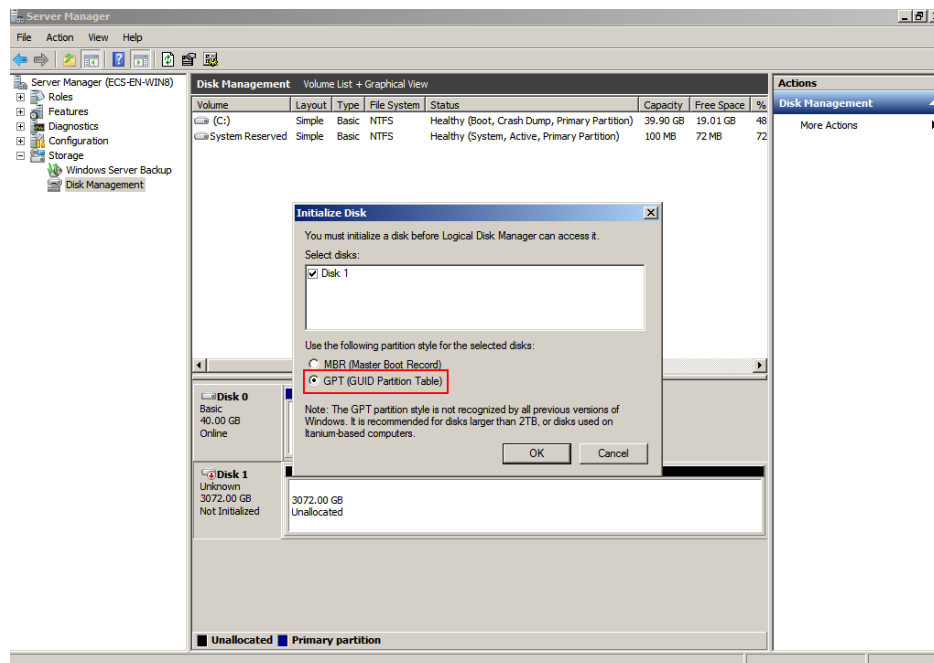 Server Manager
File Action View Help
Server Manager (ECS-EN-WIN8)
Roles
Features
Diagnostics
Configuration
Storage
Windows Server Backup
Disk Management
Disk Management Volume List + Graphical View
Volume Layout Type File System Status Capacity Free Space %
(C:) Simple Basic NTFS Healthy (Boot, Crash Dump, Primary Partition) 39.90 GB 19.01 GB 48
System Reserved Simple Basic NTFS Healthy (System, Active, Primary Partition) 100 MB 72 MB 72
Actions
Disk Management
More Actions
Initialize Disk
You must initialize a disk before Logical Disk Manager can access it.
Select disks:
Disk 1
Use the following partition style for the selected disks:
MBR (Master Boot Record)
GPT (GUID Partition Table)
Note: The GPT partition style is not recognized by all previous versions of
Windows. It is recommended for disks larger than 2TB, or disks used on
Itanium-based computers.
OK Cancel
Disk 0
Basic
40.00 GB
Online
Disk 1
Unknown
3072.00 GB
Not Initialized
3072.00 GB
Unallocated
Unallocated Primary partition